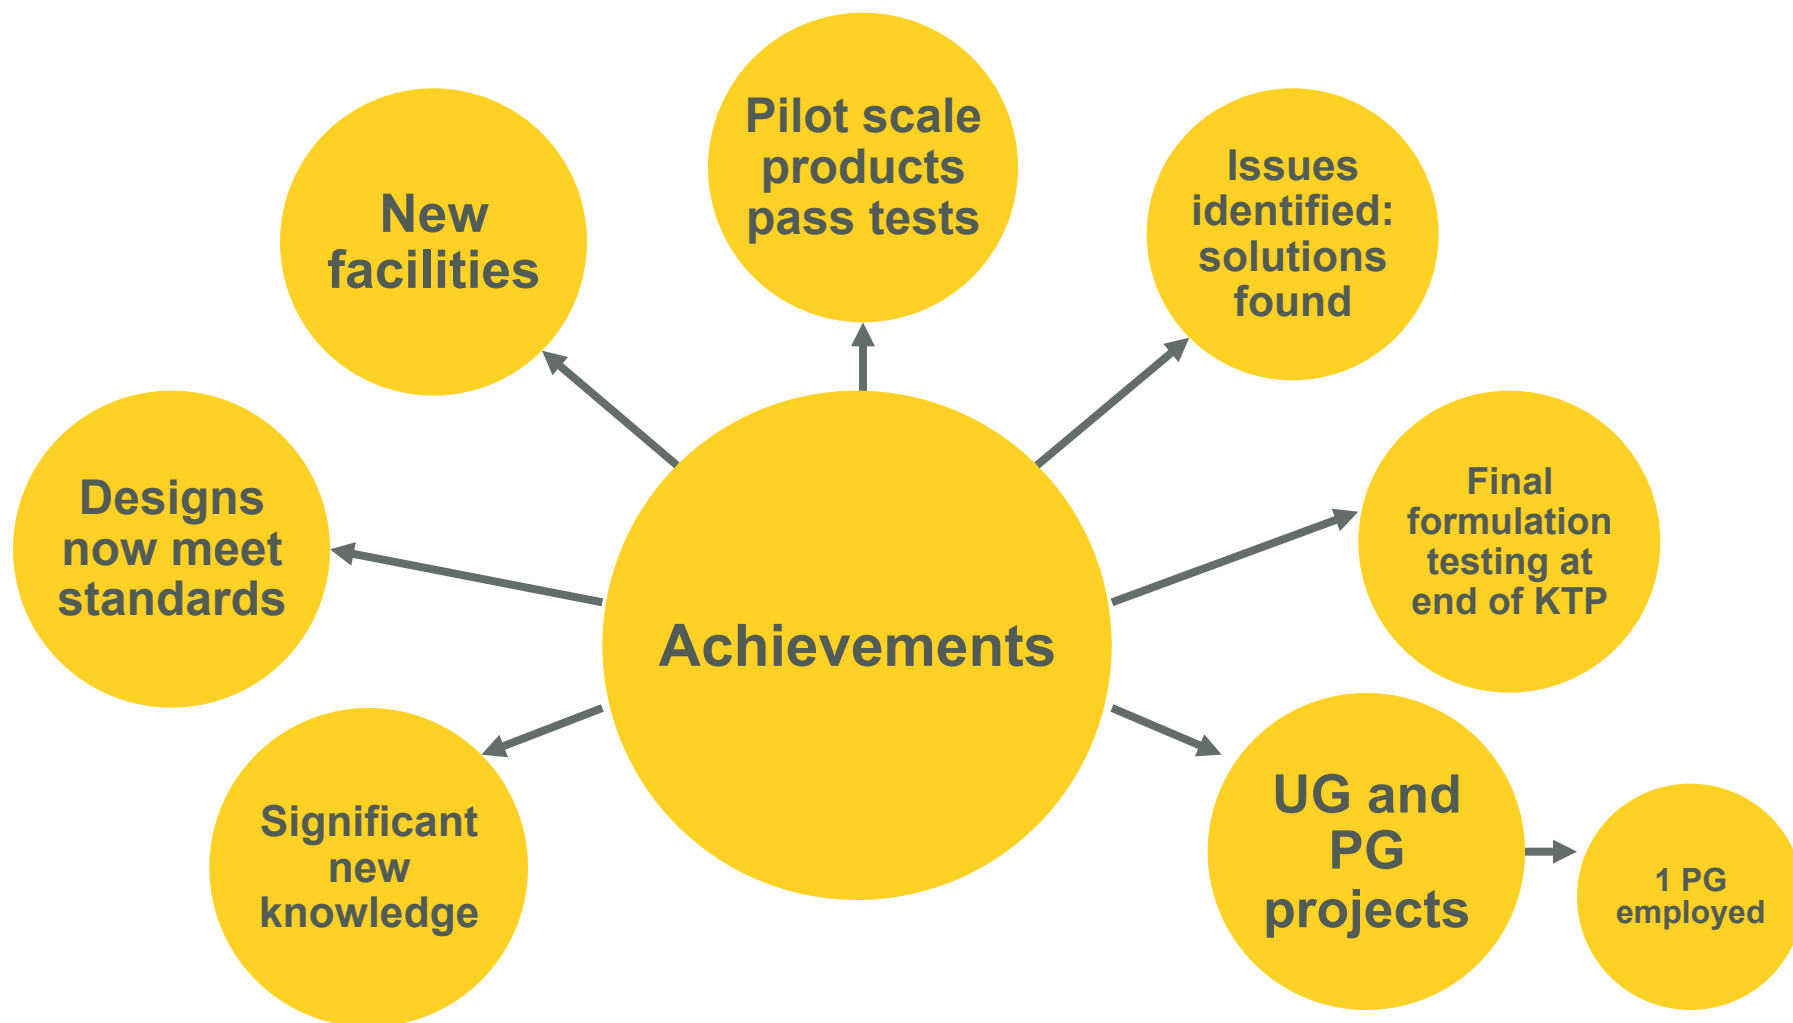 Pilot scale
products
pass tests
New
facilities
Issues
identified:
solutions
found
Designs
now meet
standards
Final
formulation
testing at
end of KTP
Achievements
Significant
new
knowledge
UG and
PG
projects
1 PG
employed